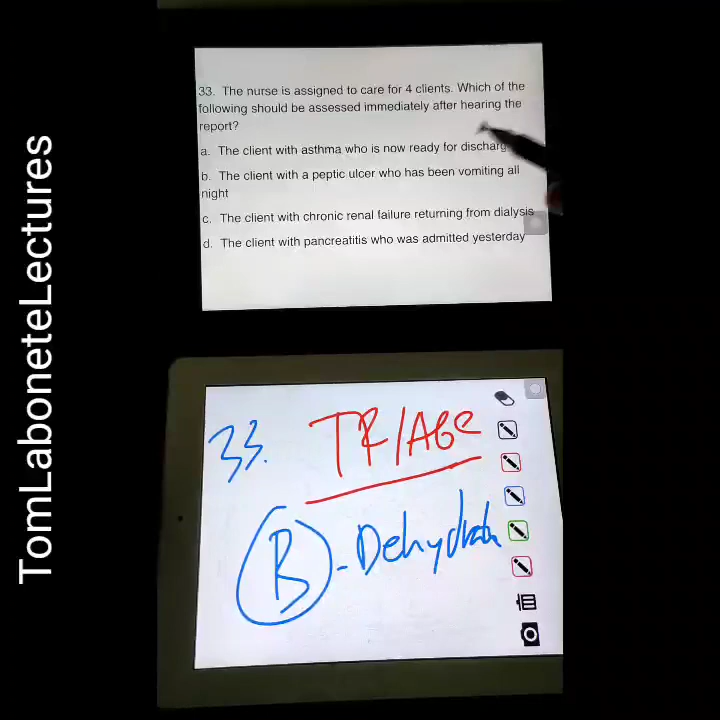 TomLaboneteLectures
33. The nurse is assigned to care for 4 clients. Which of the
following should be assessed immediately after hearing the
report?
a. The client with asthma who is now ready for discharg
b. The client with a peptic ulcer who has been vomiting all
night
c. The client with chronic renal failure returning from dialysis
d. The client with pancreatitis who was admitted yesterday
33. TRIAGE
B - Dehydratn